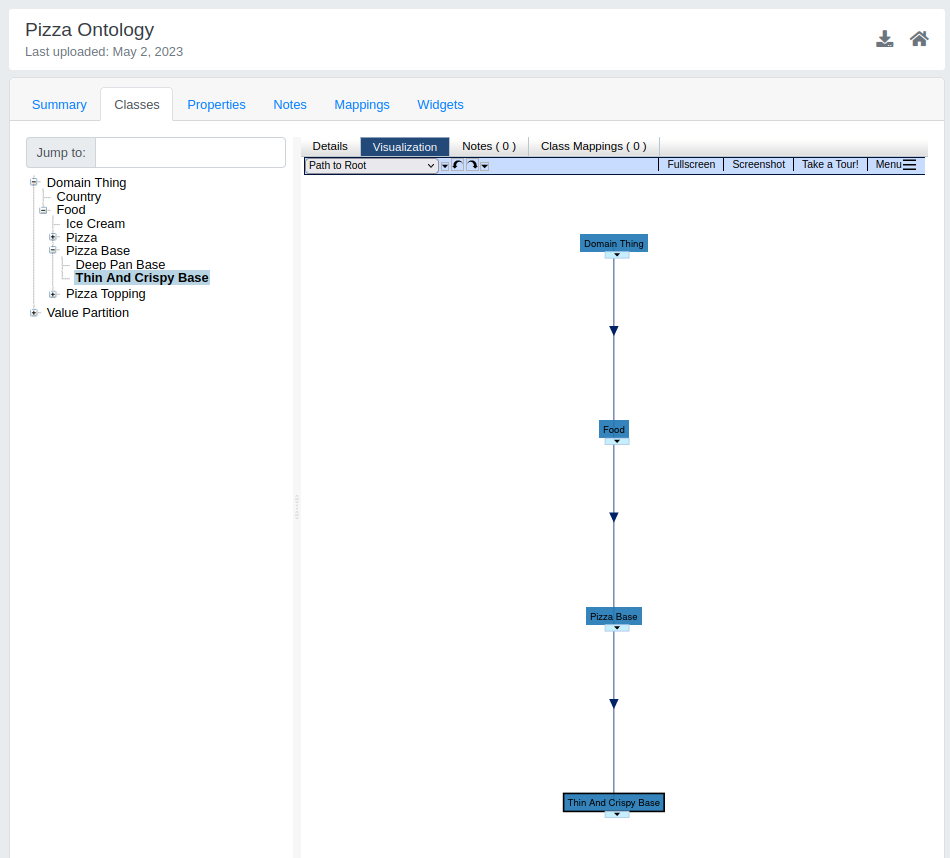 Pizza Ontology
Last uploaded: May 2, 2023
Summary Classes Properties Notes Mappings Widgets
Jump to:
Domain Thing
Country
Food
Ice Cream
Pizza
Pizza Base
Deep Pan Base
Thin And Crispy Base
Pizza Topping
Value Partition
Details Visualization Notes ( 0 ) Class Mappings ( 0 )
Path to Root Fullscreen Screenshot Take a Tour! Menu
Domain Thing
Food
Pizza Base
Thin And Crispy Base